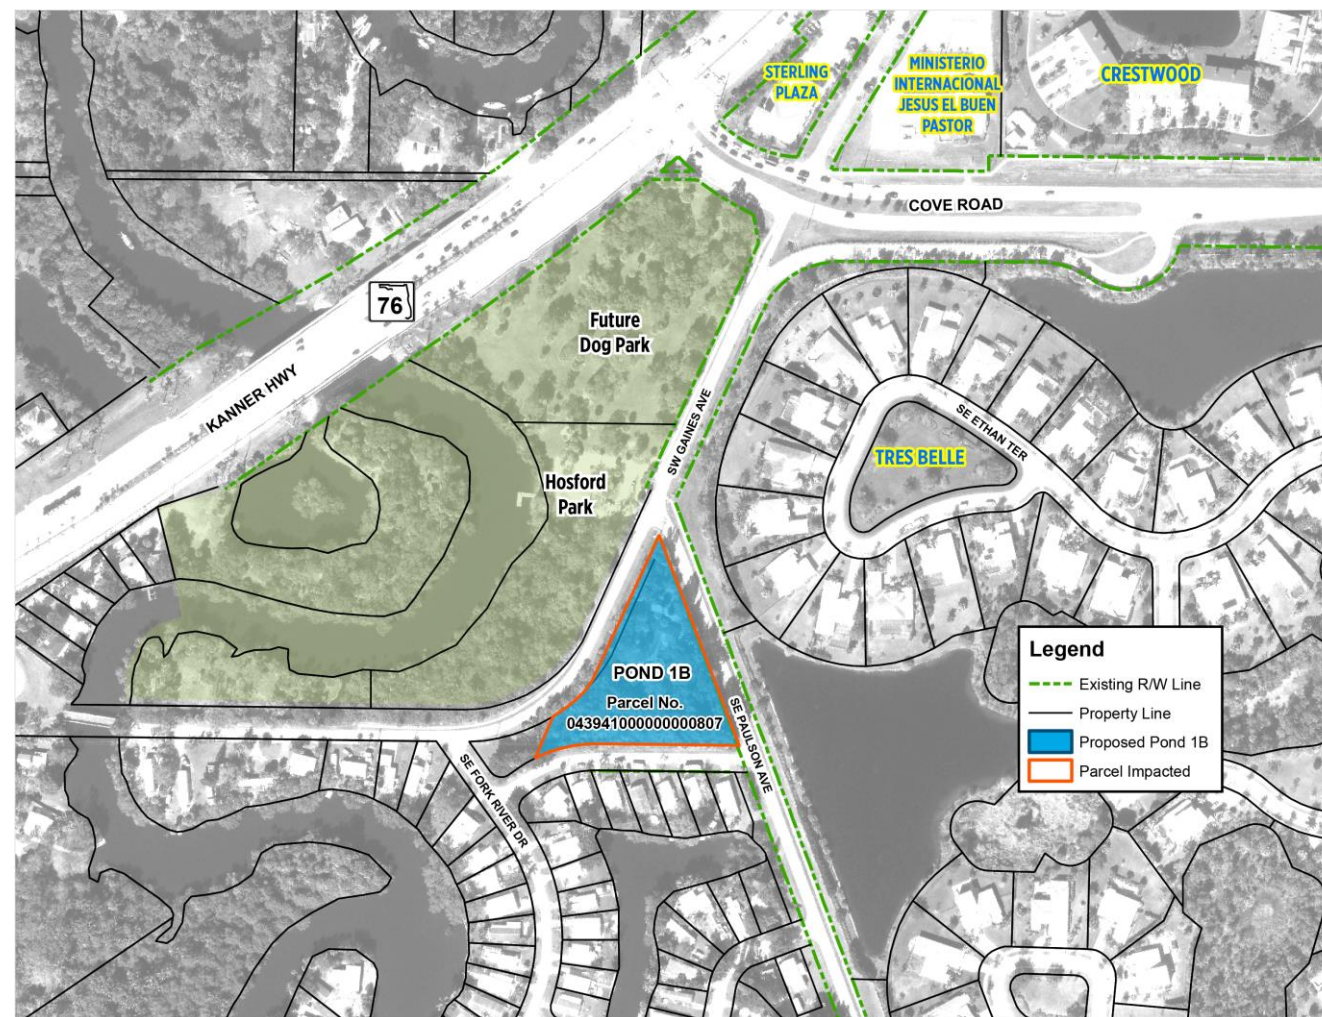 STERLING
PLAZA
MINISTERIO
INTERNACIONAL
JESUS EL BUEN
PASTOR
CRESTWOOD
COVE ROAD
76
KANNER HWY
Future
Dog Park
SW GAINES AVE
SE ETHAN TER
TRES BELLE
Hosford
Park
POND 1B
Parcel No.
043941000000000807
SE PAULSON AVE
SE FORK RIVER DR
Legend
Existing R/W Line
Property Line
Proposed Pond 1B
Parcel Impacted